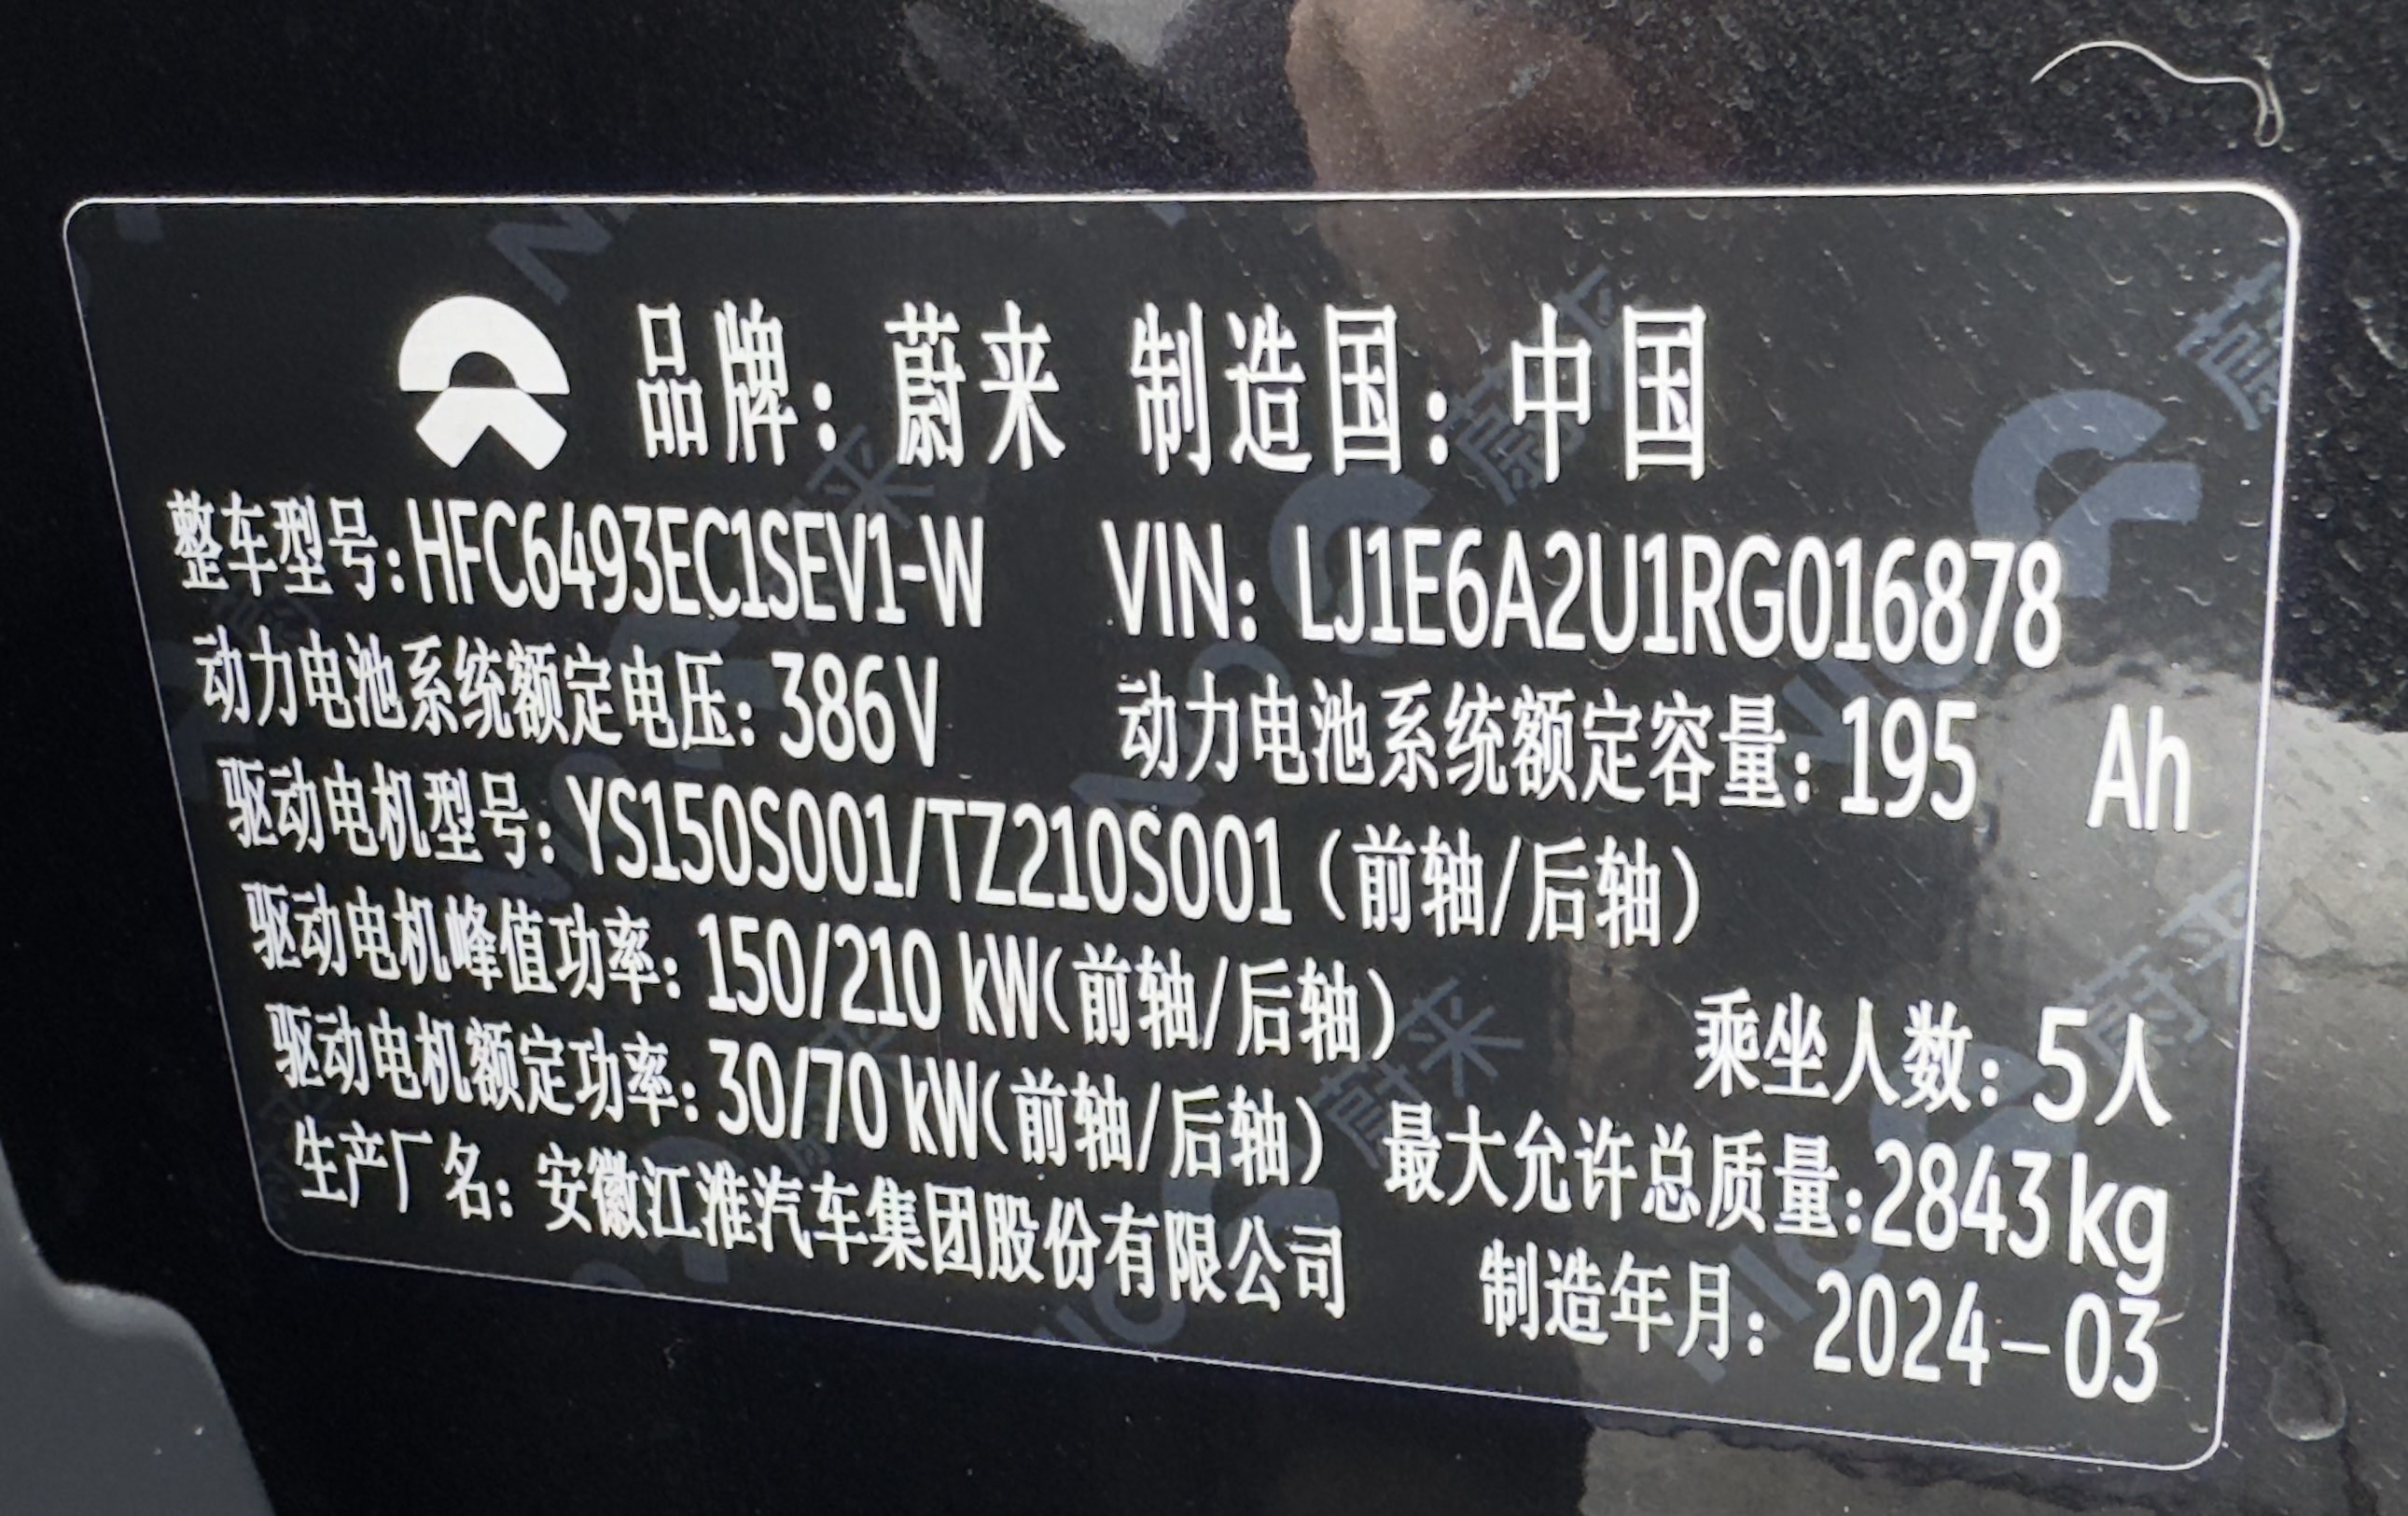 品牌：蔚来 制造国：中国
整车型号：HFC6493EC1SEV1-W VIN：LJ1E6A2U1RG016878
动力电池系统额定电压：386V 动力电池系统额定容量：195 Ah
驱动电机型号：YS150S001/TZ210S001（前轴/后轴）
驱动电机峰值功率：150/210 kW（前轴/后轴） 乘坐人数：5人
驱动电机额定功率：30/70 kW（前轴/后轴） 最大允许总质量：2843kg
生产厂名：安徽江淮汽车集团股份有限公司 制造年月：2024-03